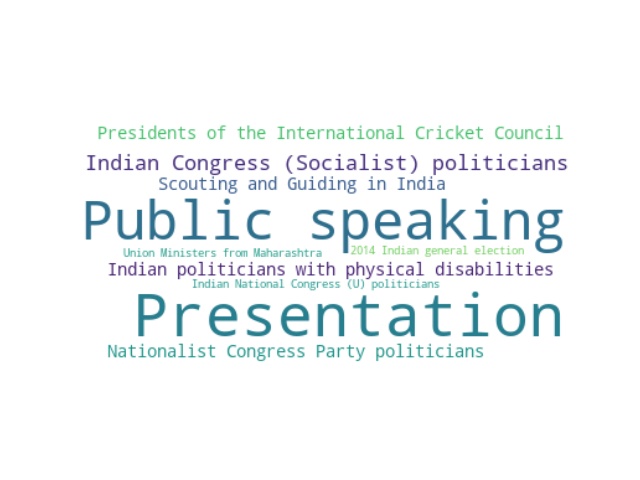 Presidents of the International Cricket Council
Indian Congress (Socialist) politicians
Scouting and Guiding in India
Public speaking
Union Ministers from Maharashtra
2014 Indian general election
Indian politicians with physical disabilities
Indian National Congress (U) politicians
Presentation
Nationalist Congress Party politicians